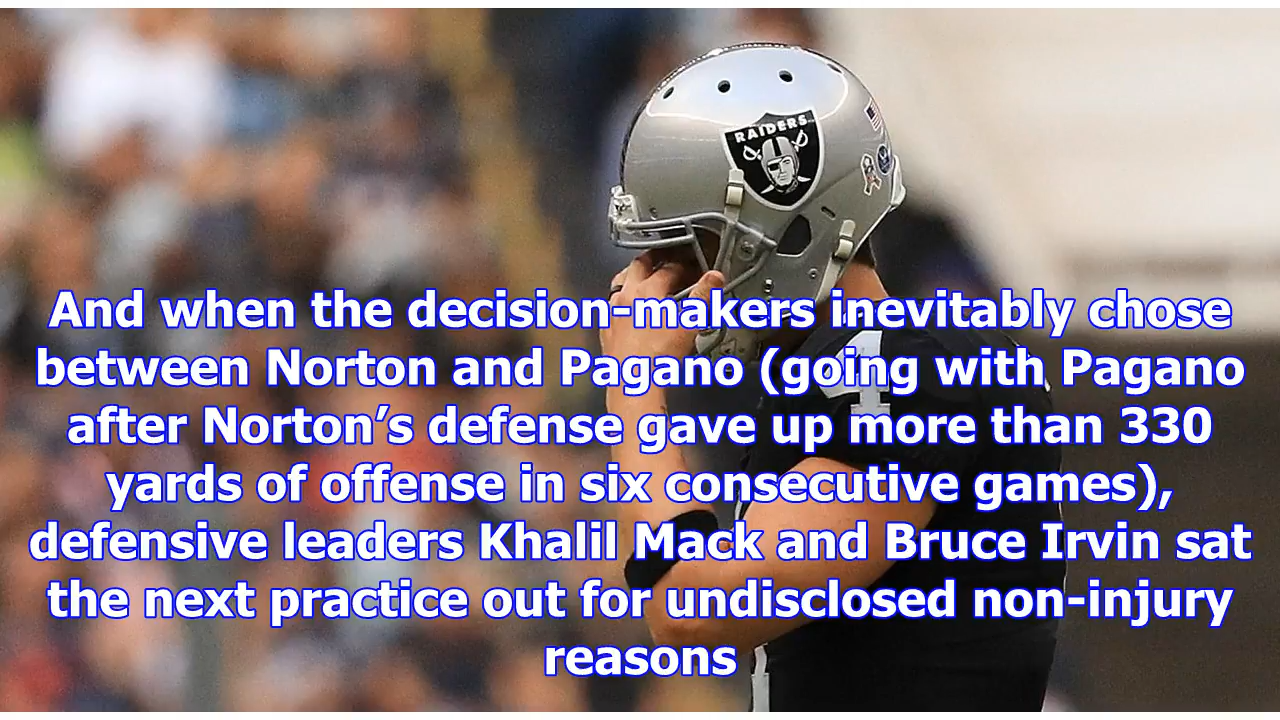 RAIDERS
4
And when the decision-makers inevitably chose
between Norton and Pagano (going with Pagano
after Norton’s defense gave up more than 330
yards of offense in six consecutive games),
defensive leaders Khalil Mack and Bruce Irvin sat
the next practice out for undisclosed non-injury
reasons